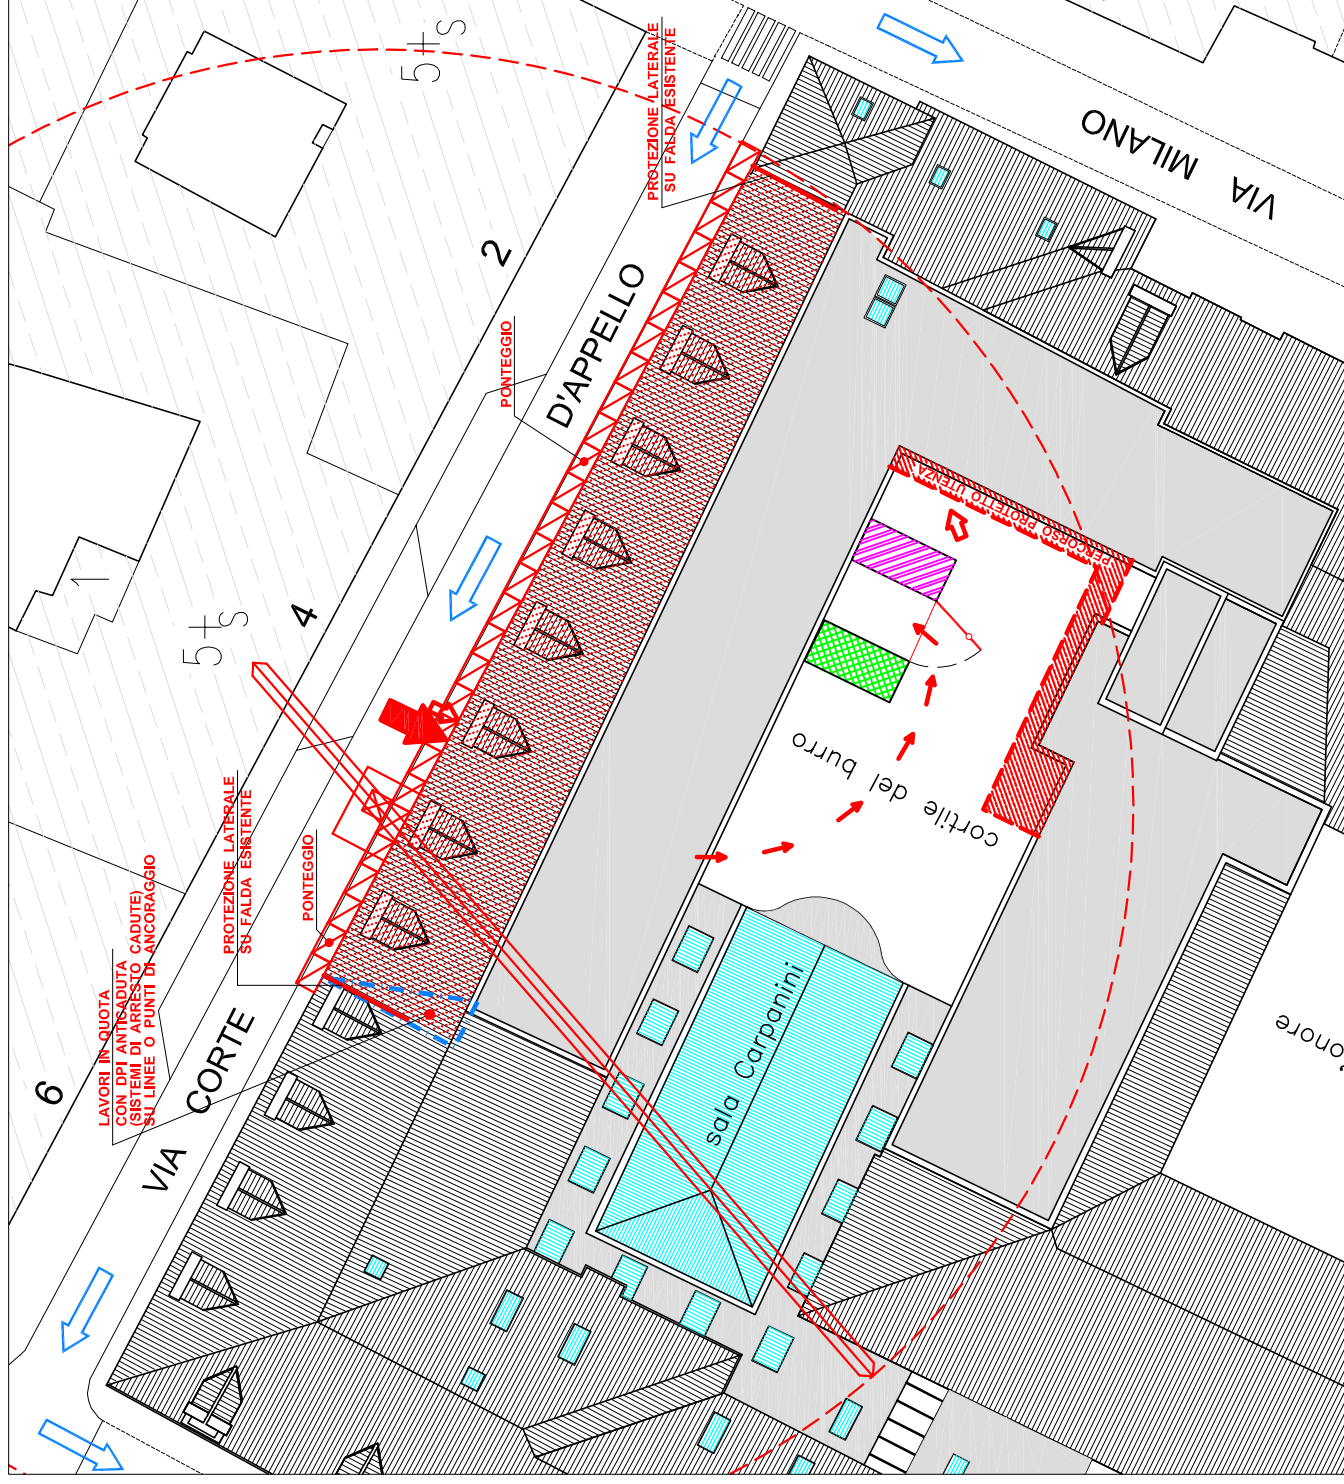 5+S
PROTEZIONE LATERALE
SU FALDA ESISTENTE
VIA MILANO
2
PONTEGGIO
D'APPELLO
1
5+S
4
PERCORSO PROTETTO UTENZA
cortile del burro
PROTEZIONE LATERALE
SU FALDA ESISTENTE
PONTEGGIO
LAVORI IN QUOTA
CON DPI ANTICADUTA
(SISTEMI DI ARRESTO CADUTE)
SU LINEE O PUNTI DI ANCORAGGIO
6
VIA CORTE
sala Carpanini
onore